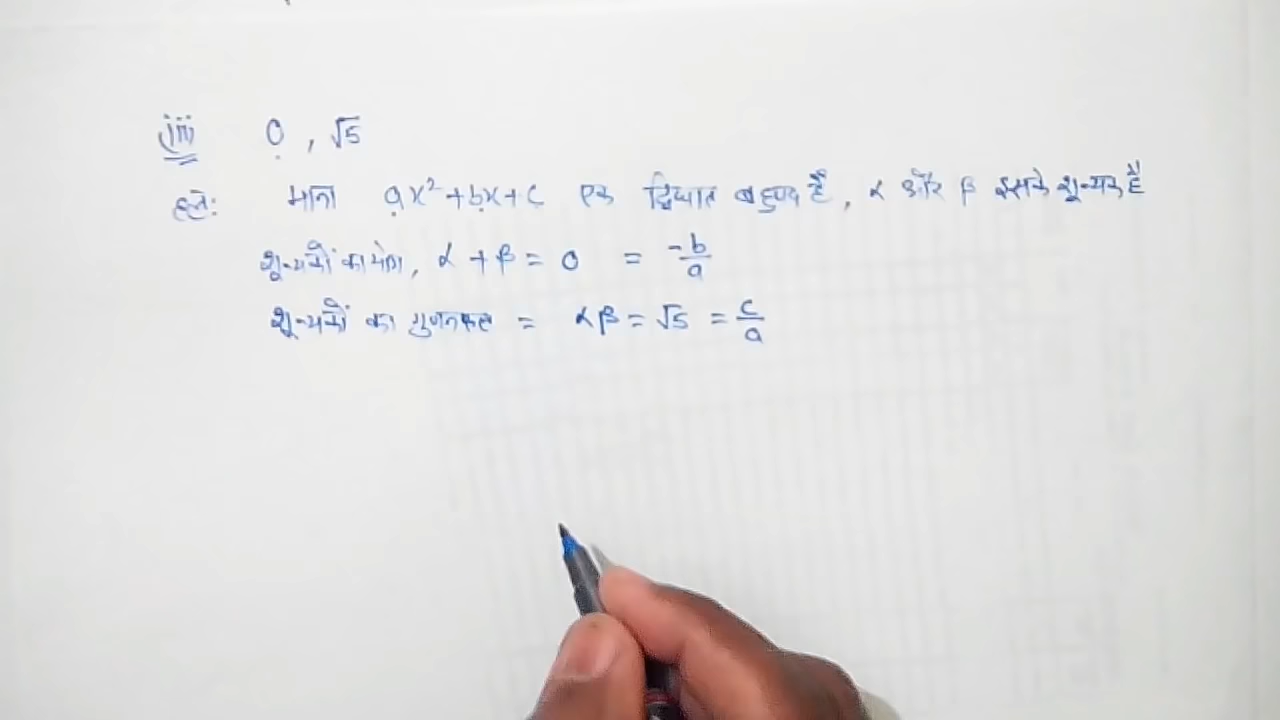 (iii) 0 , √5
हल: माना ax² + bx + c एक द्विघात बहुपद है , α और β इसके शून्यक है
शून्यकों का योग , α + β = 0 = -b/a
शून्यकों का गुणनफल = αβ = √5 = c/a